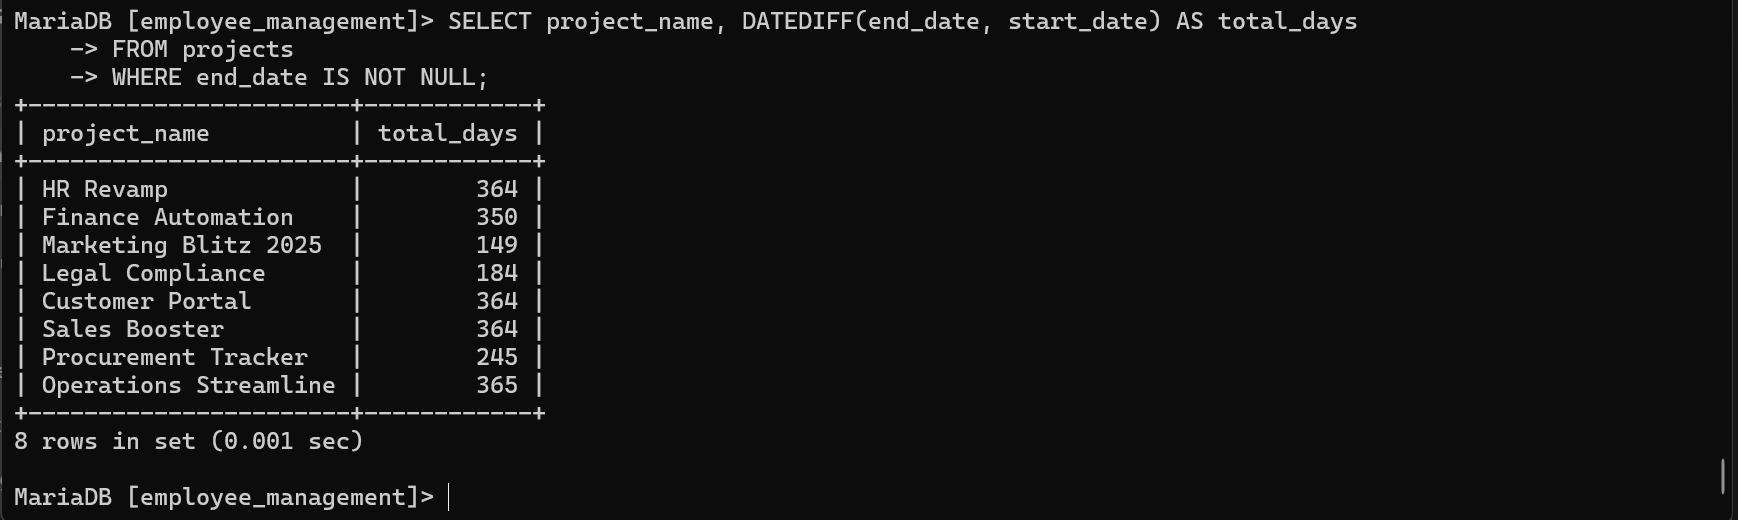 MariaDB [employee_management]> SELECT project_name, DATEDIFF(end_date, start_date) AS total_days
    -> FROM projects
    -> WHERE end_date IS NOT NULL;
+-----------------------+------------+
| project_name          | total_days |
+-----------------------+------------+
| HR Revamp             |        364 |
| Finance Automation    |        350 |
| Marketing Blitz 2025  |        149 |
| Legal Compliance      |        184 |
| Customer Portal       |        364 |
| Sales Booster         |        364 |
| Procurement Tracker   |        245 |
| Operations Streamline |        365 |
+-----------------------+------------+
8 rows in set (0.001 sec)

MariaDB [employee_management]>